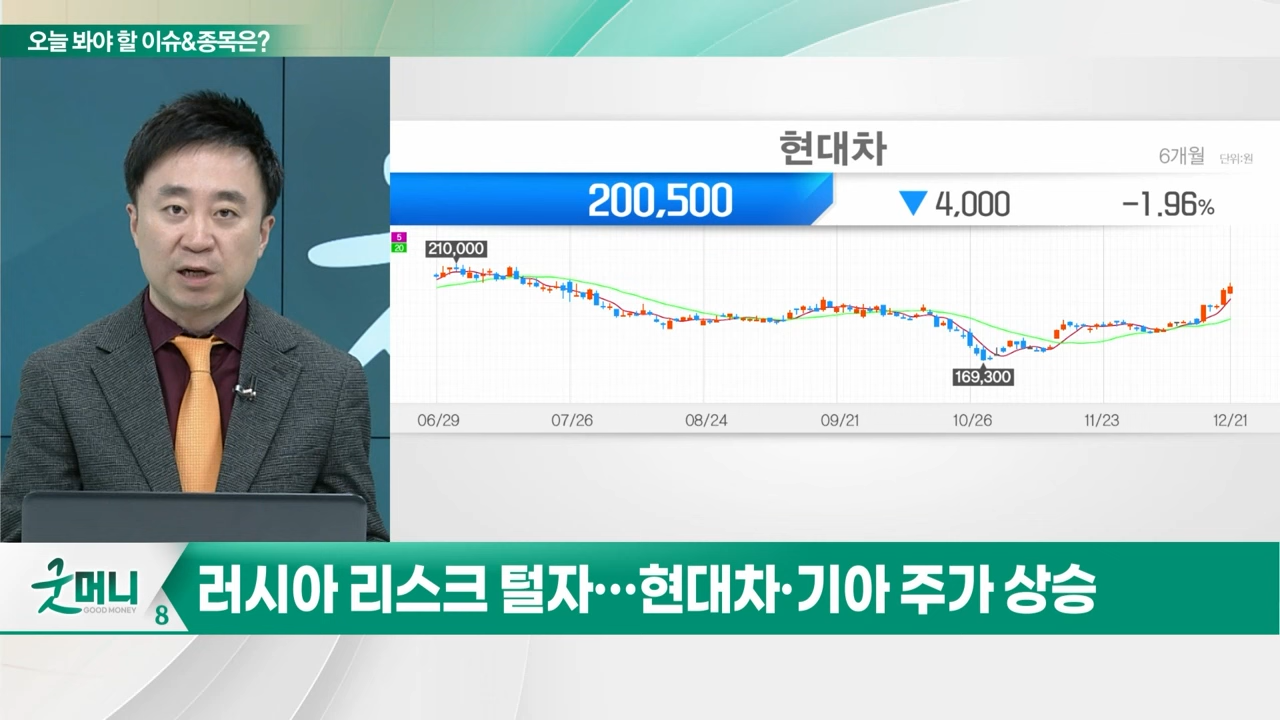 오늘 봐야 할 이슈&종목은?
현대차
6개월 단위:원
200,500 ▼ 4,000 -1.96%
5
20
210,000
169,300
06/29 07/26 08/24 09/21 10/26 11/23 12/21
굿머니
GOOD MONEY
8
러시아 리스크 털자…현대차·기아 주가 상승